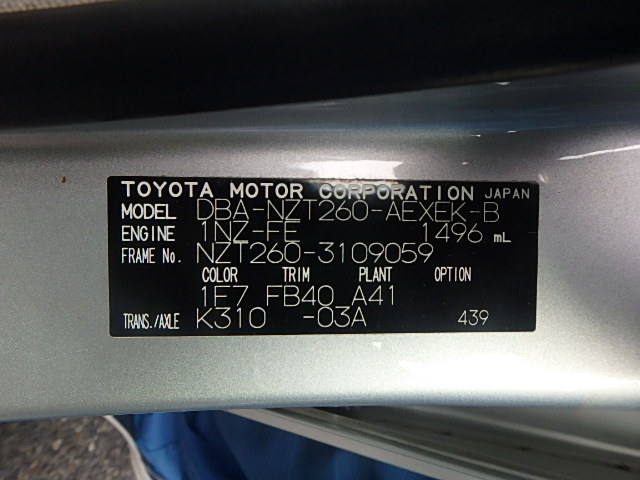 TOYOTA MOTOR CORPORATION JAPAN
MODEL DBA-NZT260-AEXEK-B
ENGINE 1NZ-FE 1496 mL
FRAME No. NZT260-3109059
COLOR TRIM PLANT OPTION
1E7 FB40 A41
TRANS./AXLE K310 -03A 439